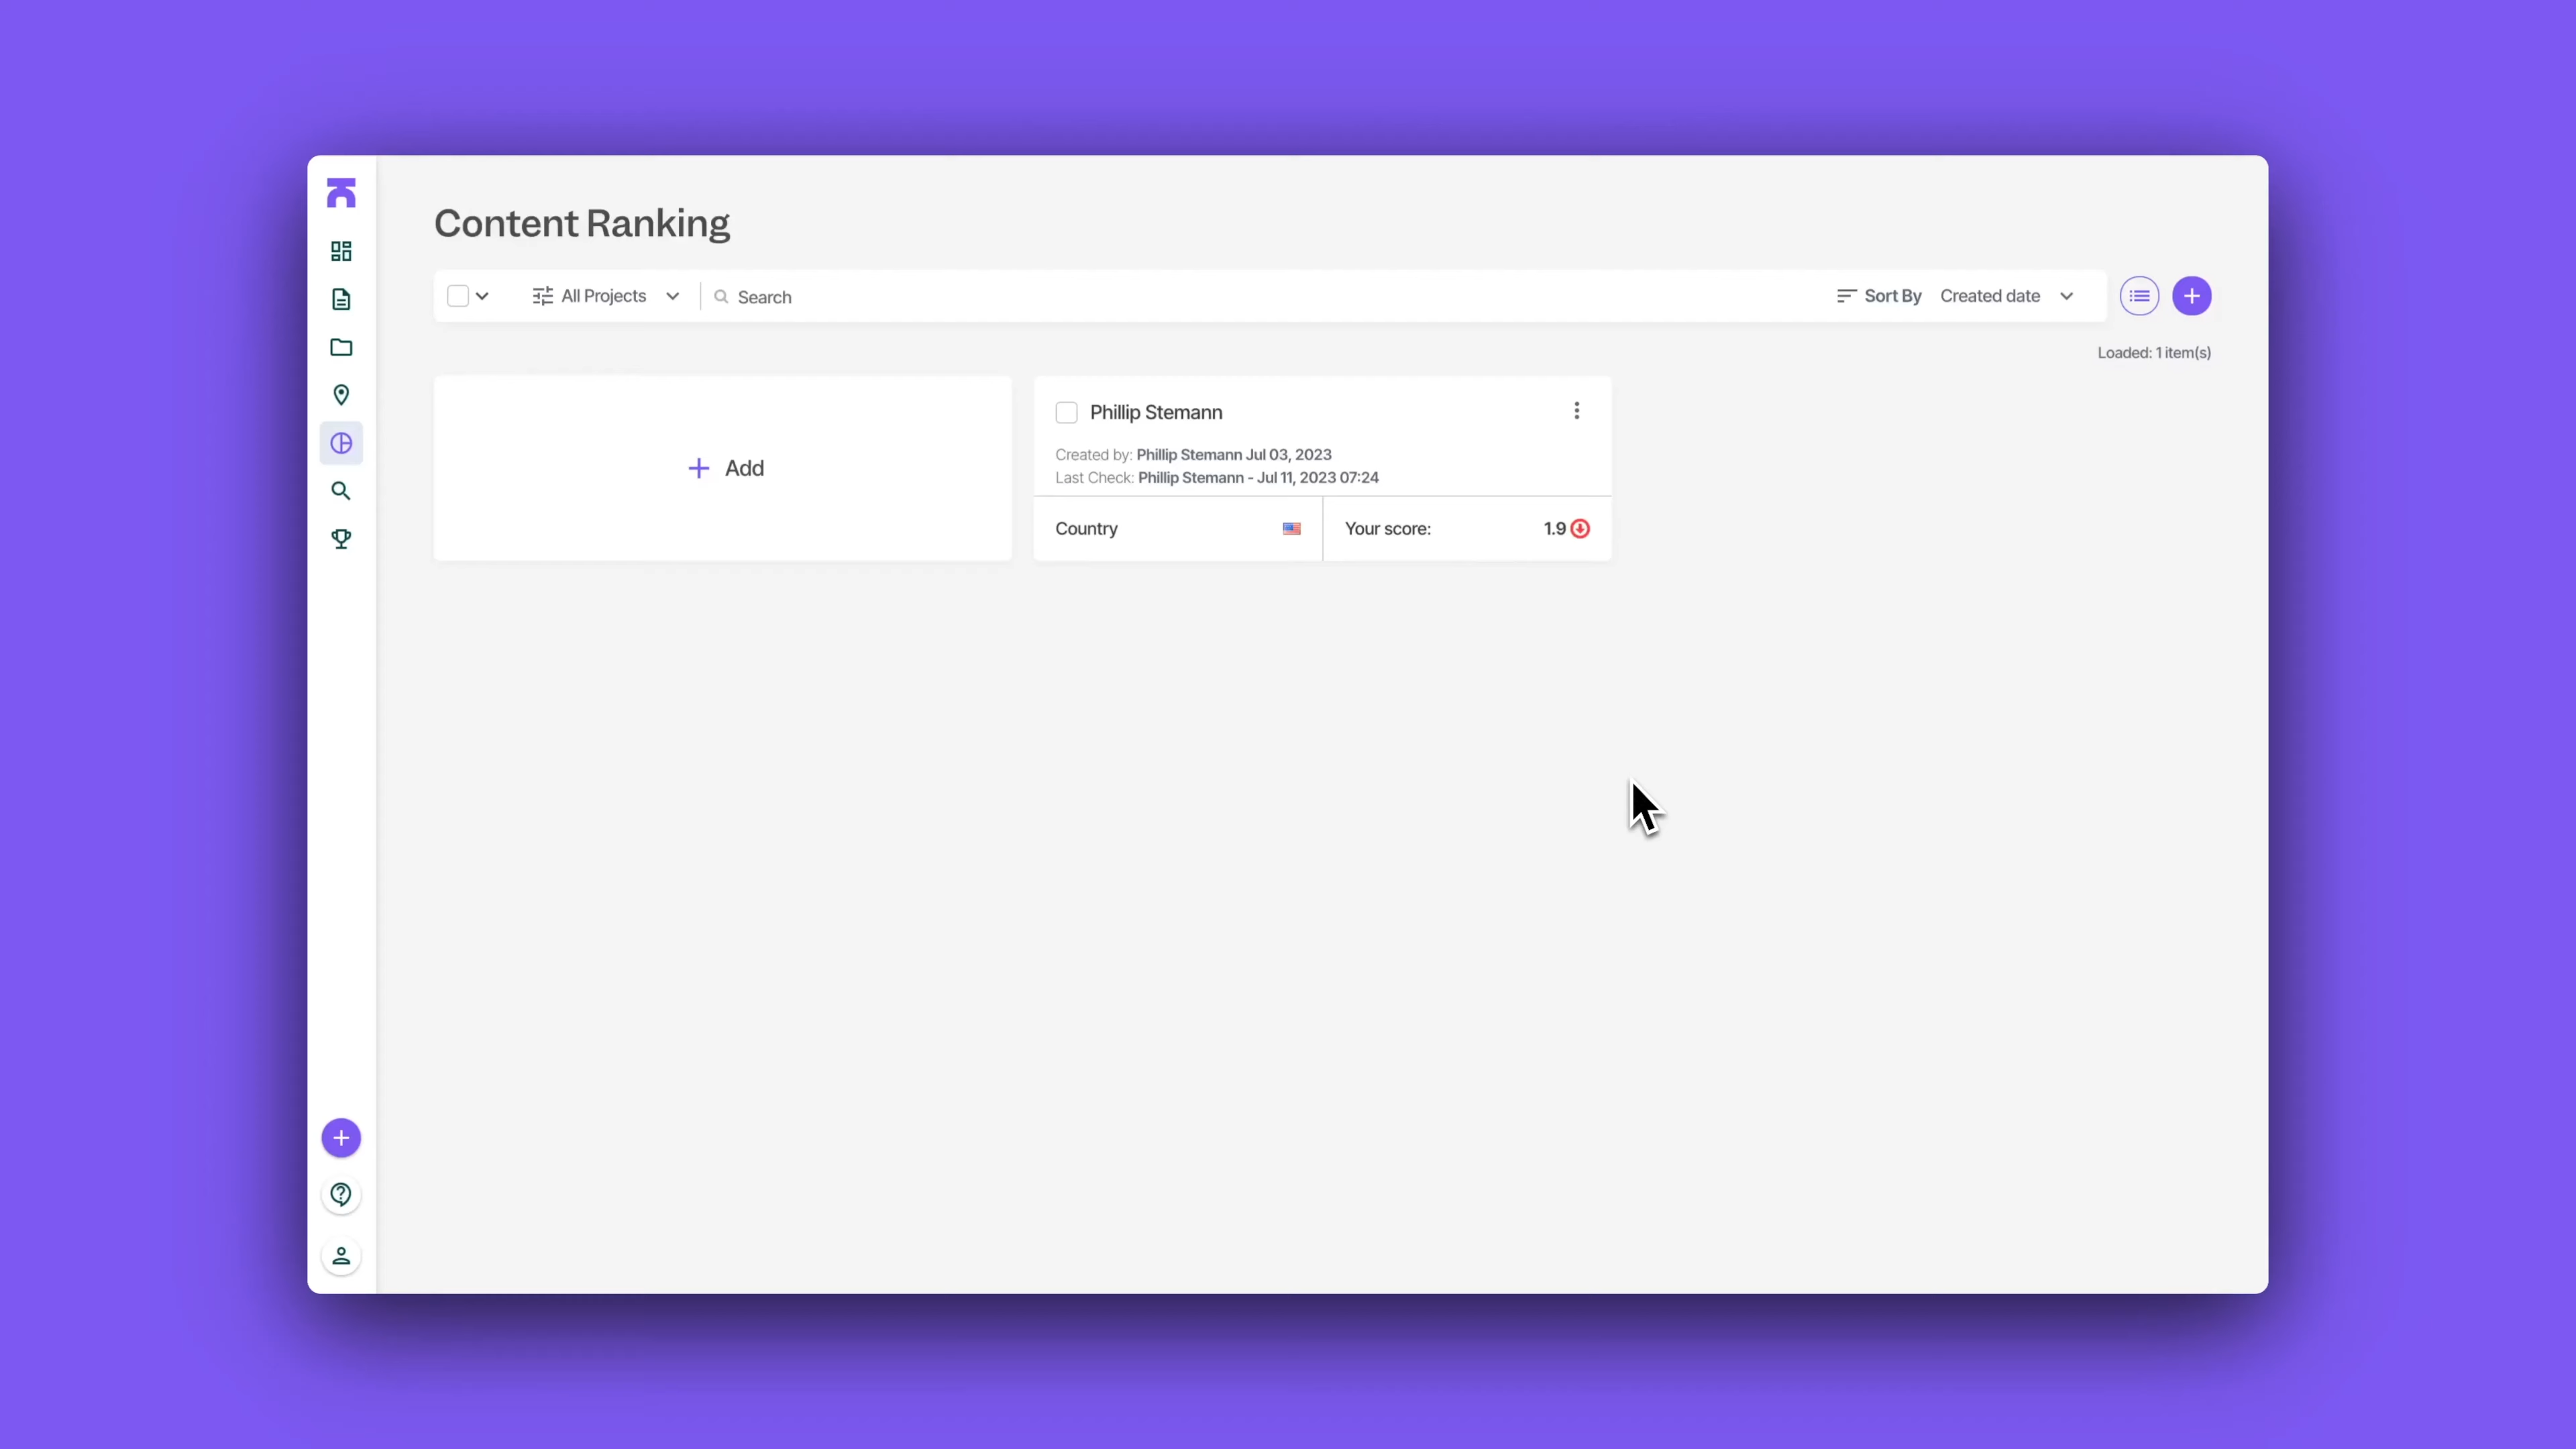 Content Ranking
All Projects
Search
Sort By Created date
Loaded: 1 item(s)
Add
Phillip Stemann
Created by: Phillip Stemann Jul 03, 2023
Last Check: Phillip Stemann - Jul 11, 2023 07:24
Country
Your score: 1.9